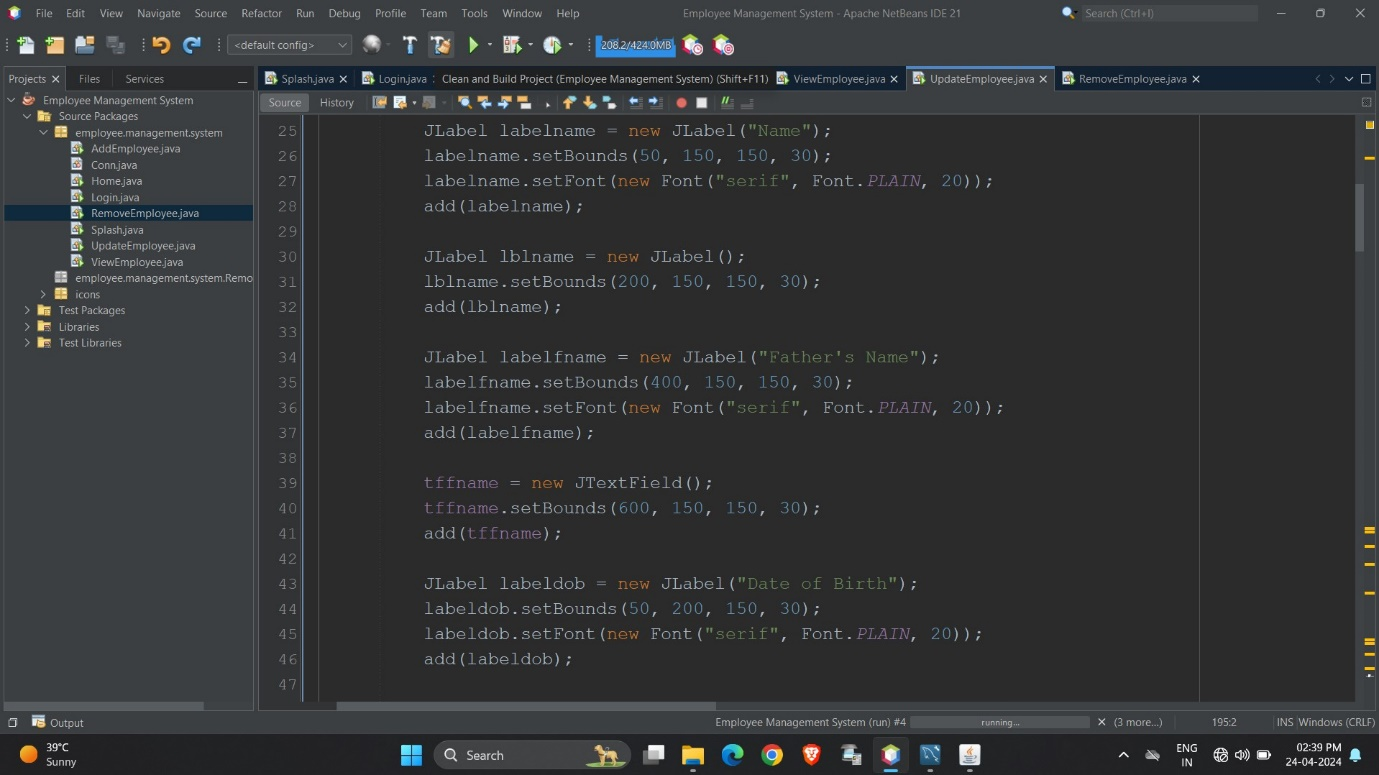 File Edit View Navigate Source Refactor Run Debug Profile Team Tools Window Help Employee Management System - Apache NetBeans IDE 21 Search (Ctrl+I)
<default config> 208.2/424.0MB
Projects Files Services
Splash.java Login.java Clean and Build Project (Employee Management System) (Shift+F11) ViewEmployee.java UpdateEmployee.java RemoveEmployee.java
Source History
Employee Management System
Source Packages
employee.management.system
AddEmployee.java
Conn.java
Home.java
Login.java
RemoveEmployee.java
Splash.java
UpdateEmployee.java
ViewEmployee.java
employee.management.system.Remo
icons
Test Packages
Libraries
Test Libraries
25 JLabel labelname = new JLabel("Name");
26 labelname.setBounds(50, 150, 150, 30);
27 labelname.setFont(new Font("serif", Font.PLAIN, 20));
28 add(labelname);
29
30 JLabel lblname = new JLabel();
31 lblname.setBounds(200, 150, 150, 30);
32 add(lblname);
33
34 JLabel labelfname = new JLabel("Father's Name");
35 labelfname.setBounds(400, 150, 150, 30);
36 labelfname.setFont(new Font("serif", Font.PLAIN, 20));
37 add(labelfname);
38
39 tffname = new JTextField();
40 tffname.setBounds(600, 150, 150, 30);
41 add(tffname);
42
43 JLabel labeldob = new JLabel("Date of Birth");
44 labeldob.setBounds(50, 200, 150, 30);
45 labeldob.setFont(new Font("serif", Font.PLAIN, 20));
46 add(labeldob);
47
Output Employee Management System (run) #4 running... (3 more...) 195:2 INS Windows (CRLF)
39°C
Sunny
Search
ENG
IN
02:39 PM
24-04-2024